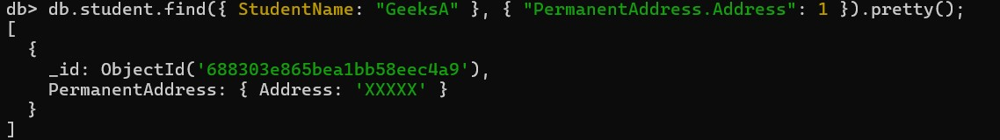 db> db.student.find({ StudentName: "GeeksA" }, { "PermanentAddress.Address": 1 }).pretty();
[
  {
    _id: ObjectId('688303e865bea1bb58eec4a9'),
    PermanentAddress: { Address: 'XXXXX' }
  }
]